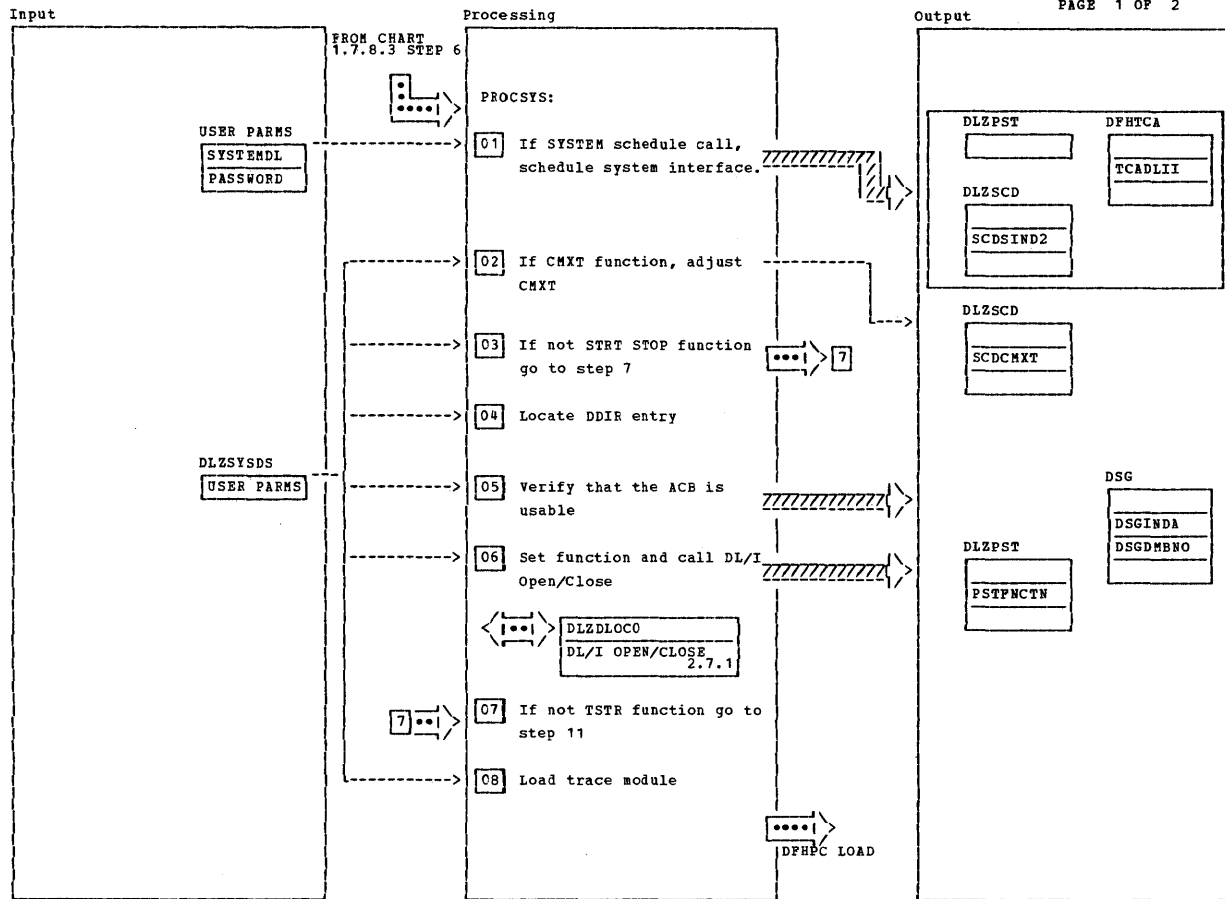 PAGE 1 OF 2
Input
Processing
Output
FROM CHART
1.7.8.3 STEP 6
PROCSYS:
USER PARMS
SYSTEMDL
PASSWORD
01 If SYSTEM schedule call,
schedule system interface.
DLZPST
DFHTCA
TCADLII
DLZSCD
SCDSIND2
02 If CMXT function, adjust
CMXT
DLZSCD
SCDCMXT
03 If not STRT STOP function
go to step 7
7
04 Locate DDIR entry
DLZSYSDS
USER PARMS
05 Verify that the ACB is
usable
DSG
DSGINDA
DSGDMBNO
06 Set function and call DL/I
Open/Close
DLZPST
PSTFNCTN
DLZDLOC0
DL/I OPEN/CLOSE
2.7.1
7
07 If not TSTR function go to
step 11
08 Load trace module
DFHPC LOAD